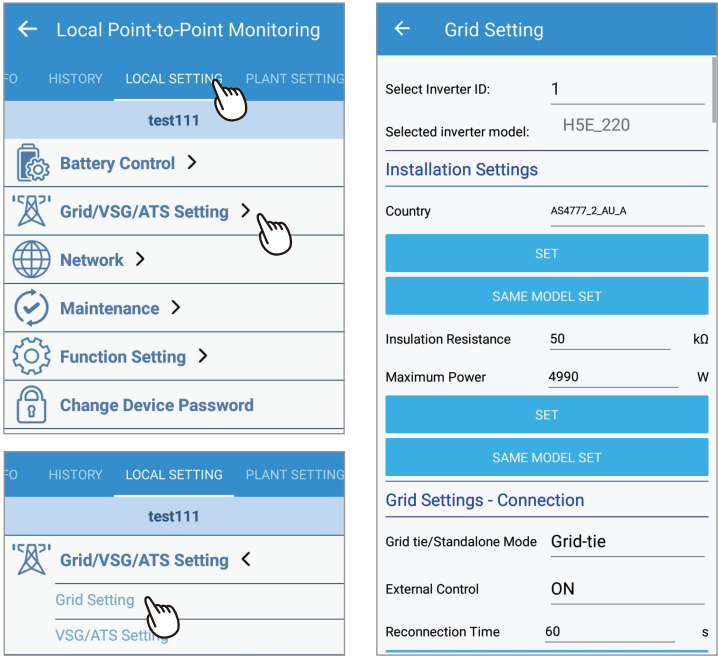 Local Point-to-Point Monitoring
FO HISTORY LOCAL SETTING PLANT SETTING
test111
Battery Control >
Grid/VSG/ATS Setting >
Network >
Maintenance >
Function Setting >
Change Device Password
FO HISTORY LOCAL SETTING PLANT SETTING
test111
Grid/VSG/ATS Setting <
Grid Setting
VSG/ATS Setting
Grid Setting
Select Inverter ID: 1
Selected inverter model: H5E_220
Installation Settings
Country AS4777_2_AU_A
SET
SAME MODEL SET
Insulation Resistance 50 kΩ
Maximum Power 4990 W
SET
SAME MODEL SET
Grid Settings - Connection
Grid tie/Standalone Mode Grid-tie
External Control ON
Reconnection Time 60 s